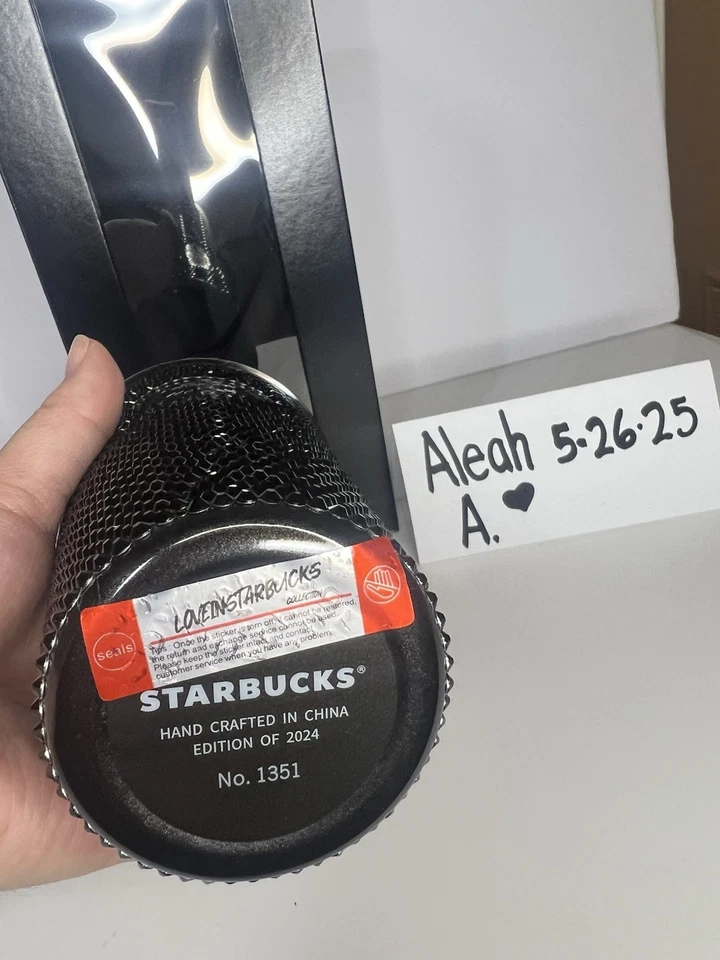 Aleah 5-26-25
A. ♥
LOVEINSTARBUCKS
COLLECTION
seals
Tips: Once the sticker is torn off, it cannot be restored,
the return and exchange service cannot be used.
Please keep the sticker intact and contact
customer service when you have any problem.
STARBUCKS®
HAND CRAFTED IN CHINA
EDITION OF 2024
No. 1351